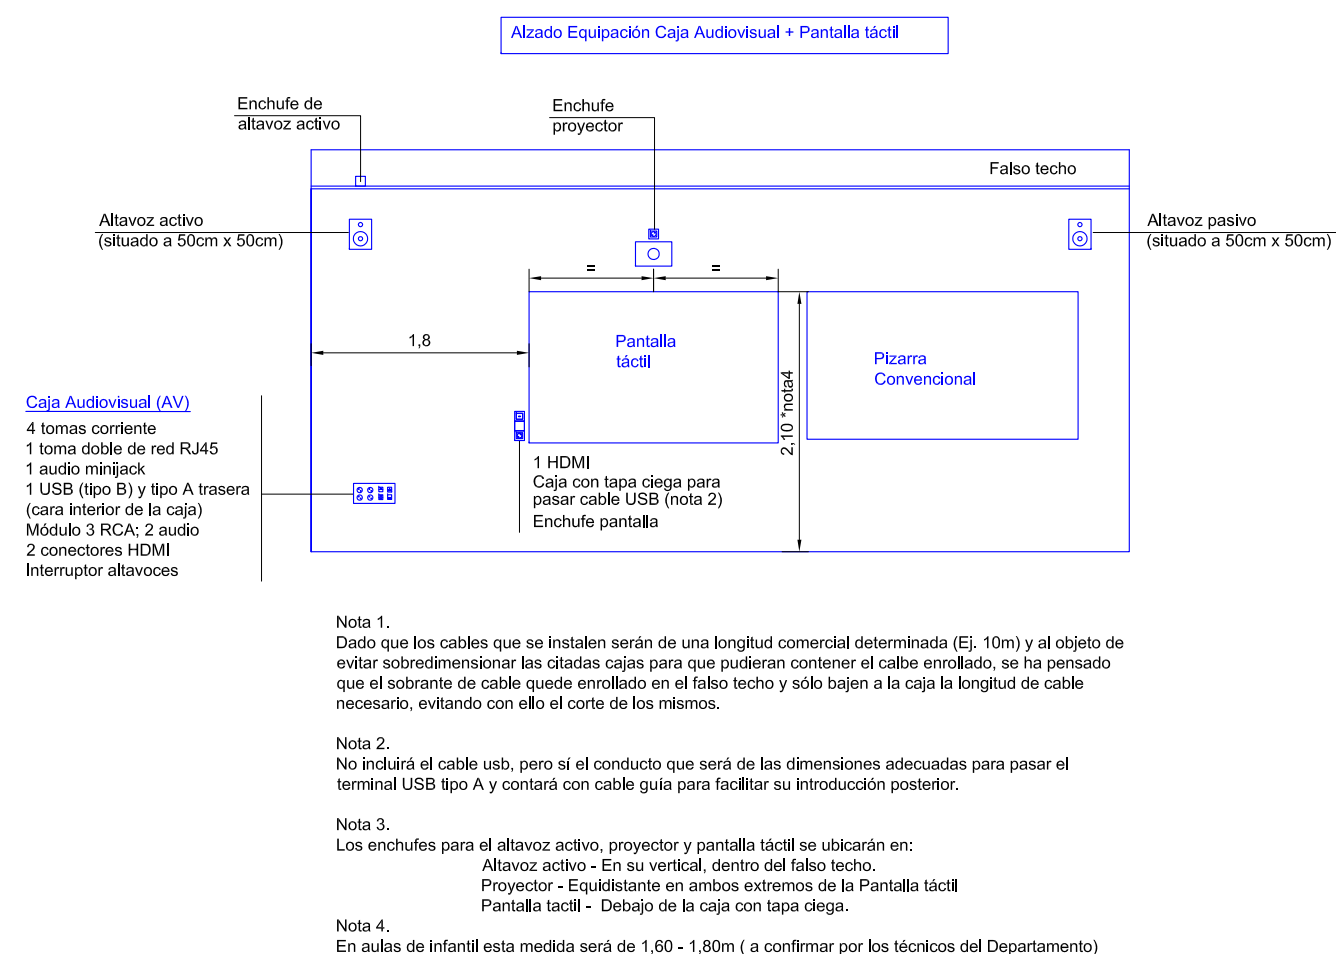 Alzado Equipación Caja Audiovisual + Pantalla táctil
Enchufe de
altavoz activo
Enchufe
proyector
Falso techo
Altavoz activo
(situado a 50cm x 50cm)
Altavoz pasivo
(situado a 50cm x 50cm)
=
=
1,8
Pantalla
táctil
2,10 *nota4
Pizarra
Convencional
Caja Audiovisual (AV)
4 tomas corriente
1 toma doble de red RJ45
1 audio minijack
1 USB (tipo B) y tipo A trasera
(cara interior de la caja)
Módulo 3 RCA; 2 audio
2 conectores HDMI
Interruptor altavoces
1 HDMI
Caja con tapa ciega para
pasar cable USB (nota 2)
Enchufe pantalla
Nota 1.
Dado que los cables que se instalen serán de una longitud comercial determinada (Ej. 10m) y al objeto de
evitar sobredimensionar las citadas cajas para que pudieran contener el calbe enrollado, se ha pensado
que el sobrante de cable quede enrollado en el falso techo y sólo bajen a la caja la longitud de cable
necesario, evitando con ello el corte de los mismos.
Nota 2.
No incluirá el cable usb, pero sí el conducto que será de las dimensiones adecuadas para pasar el
terminal USB tipo A y contará con cable guía para facilitar su introducción posterior.
Nota 3.
Los enchufes para el altavoz activo, proyector y pantalla táctil se ubicarán en:
Altavoz activo - En su vertical, dentro del falso techo.
Proyector - Equidistante en ambos extremos de la Pantalla táctil
Pantalla tactil - Debajo de la caja con tapa ciega.
Nota 4.
En aulas de infantil esta medida será de 1,60 - 1,80m ( a confirmar por los técnicos del Departamento)